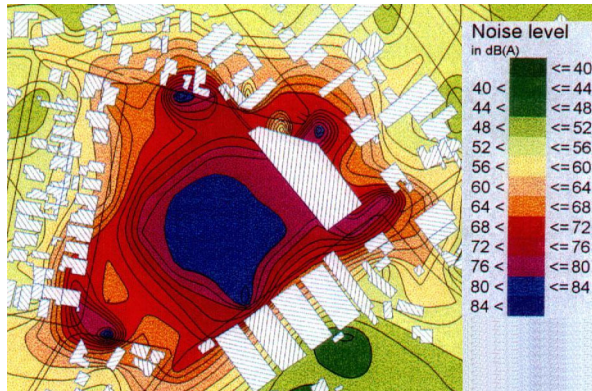 Noise level
in dB(A)
<=40
40 < <=44
44 < <=48
48 < <=52
52 < <=56
56 < <=60
60 < <=64
64 < <=68
68 < <=72
72 < <=76
76 < <=80
80 < <=84
84 <